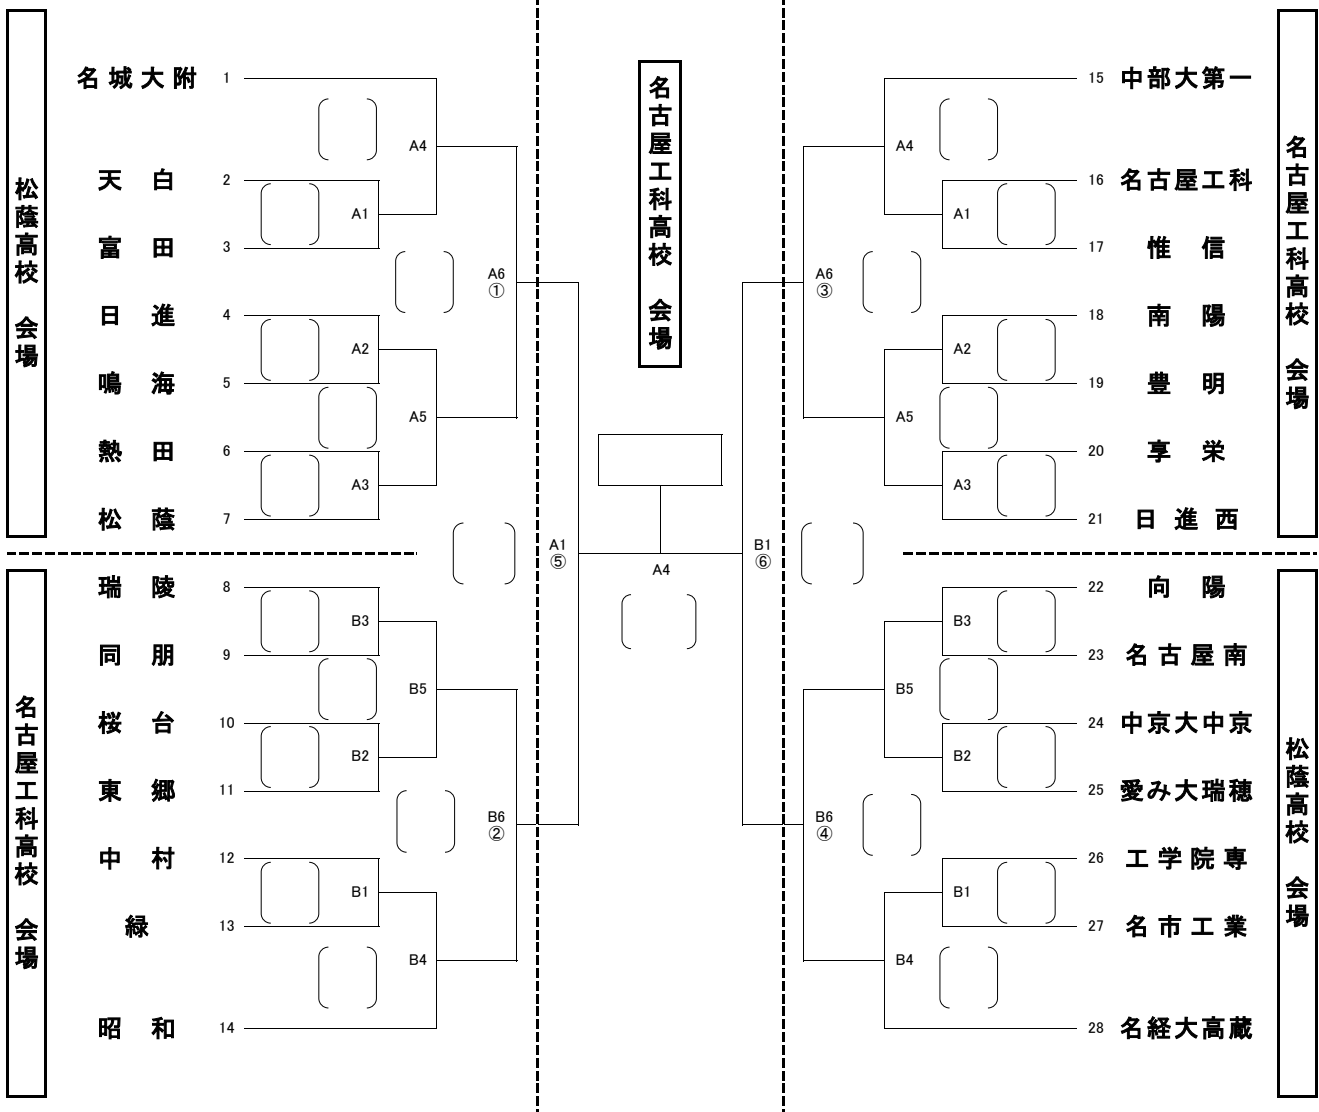 松蔭高校　会場
名城大附 1
A4
天白 2
A1
富田 3
A6
①
日進 4
A2
鳴海 5
A5
熱田 6
A3
松蔭 7
名古屋工科高校　会場
瑞陵 8
B3
同朋 9
B5
桜台 10
B2
東郷 11
B6
②
中村 12
B1
緑 13
B4
昭和 14
名古屋工科高校　会場
A1
⑤
A4
B1
⑥
15 中部大第一
A4
16 名古屋工科
A1
17 惟信
A6
③
18 南陽
A2
19 豊明
A5
20 享栄
A3
21 日進西
名古屋工科高校　会場
22 向陽
B3
23 名古屋南
B5
24 中京大中京
B2
25 愛み大瑞穂
B6
④
26 工学院専
B1
27 名市工業
B4
28 名経大高蔵
松蔭高校　会場